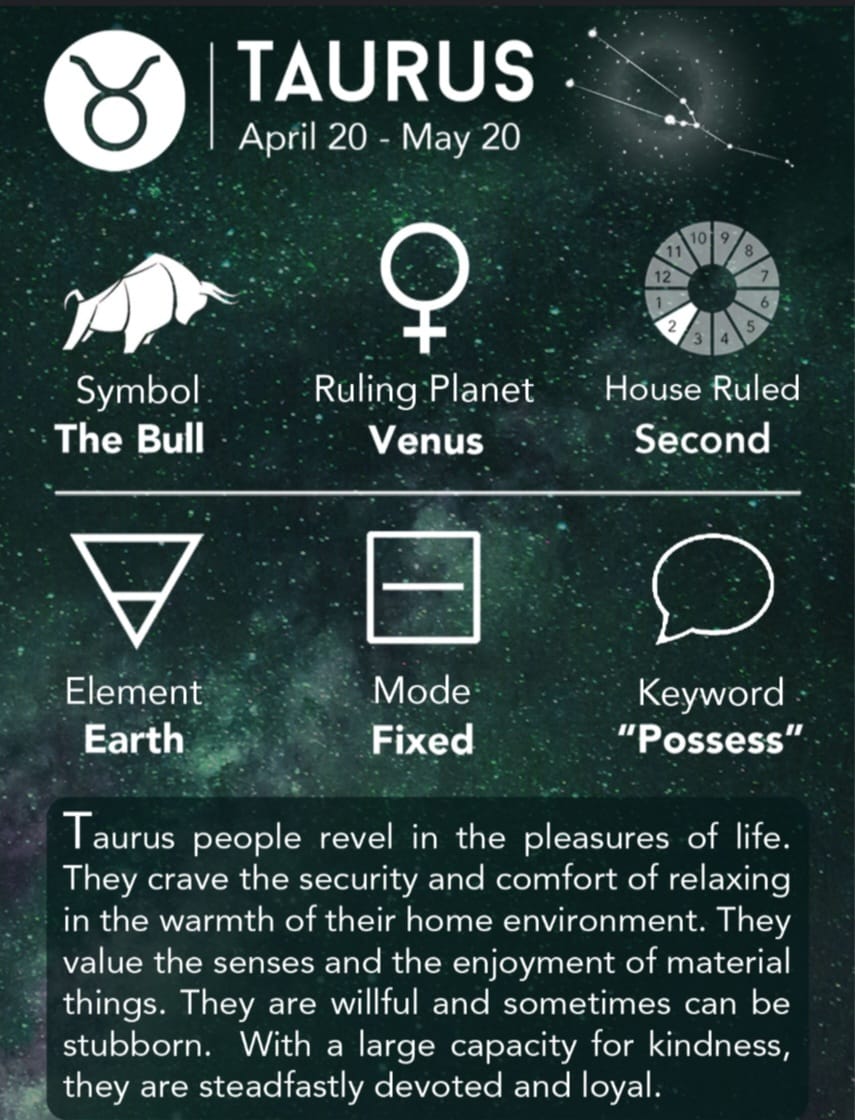 TAURUS
April 20 - May 20
10 9
11 8
12 7
1 6
2 5
3 4
Symbol Ruling Planet House Ruled
The Bull Venus Second
Element Mode Keyword
Earth Fixed "Possess"
Taurus people revel in the pleasures of life.
They crave the security and comfort of relaxing
in the warmth of their home environment. They
value the senses and the enjoyment of material
things. They are willful and sometimes can be
stubborn. With a large capacity for kindness,
they are steadfastly devoted and loyal.